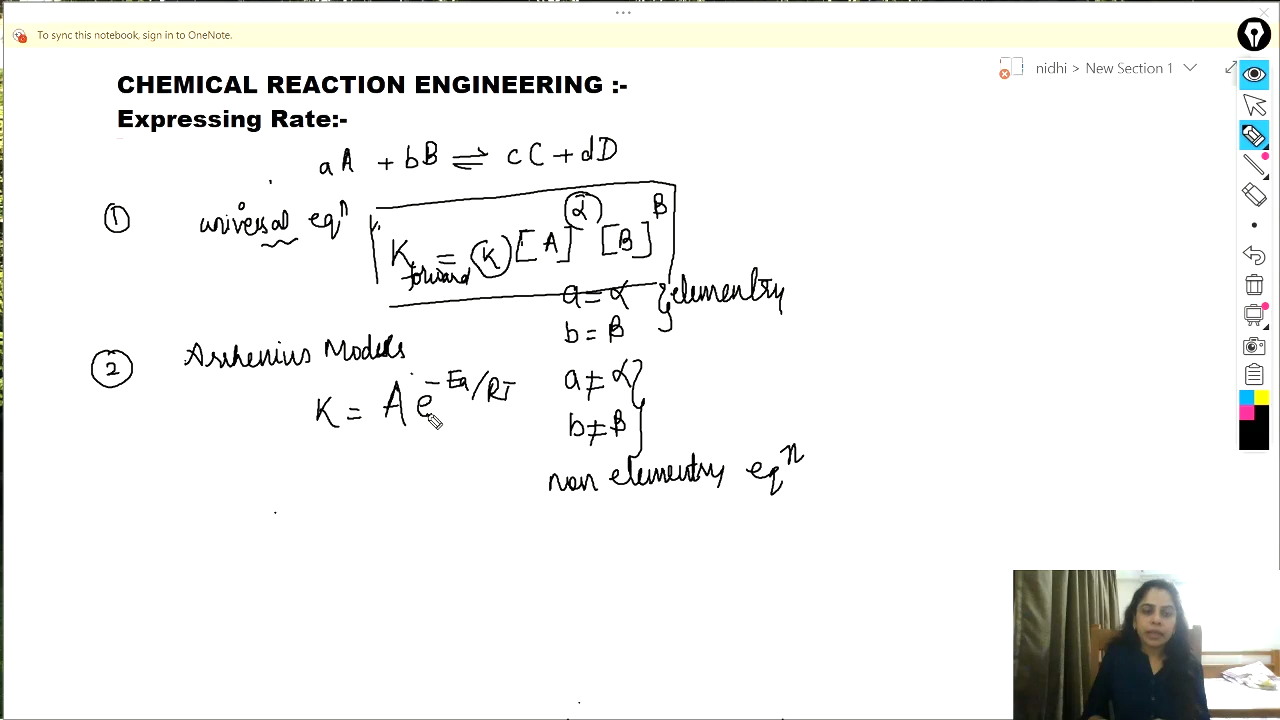 To sync this notebook, sign in to OneNote.
nidhi > New Section 1
CHEMICAL REACTION ENGINEERING :-
Expressing Rate:-
aA + bB ⇌ cC + dD
① universal eqⁿ
K forward = K [A]^α [B]^β
a = α
b = β } elementry
② Arrhenius Models
K = A e^-Ea/RT
a ≠ α
b ≠ β }
non elementry eqⁿ